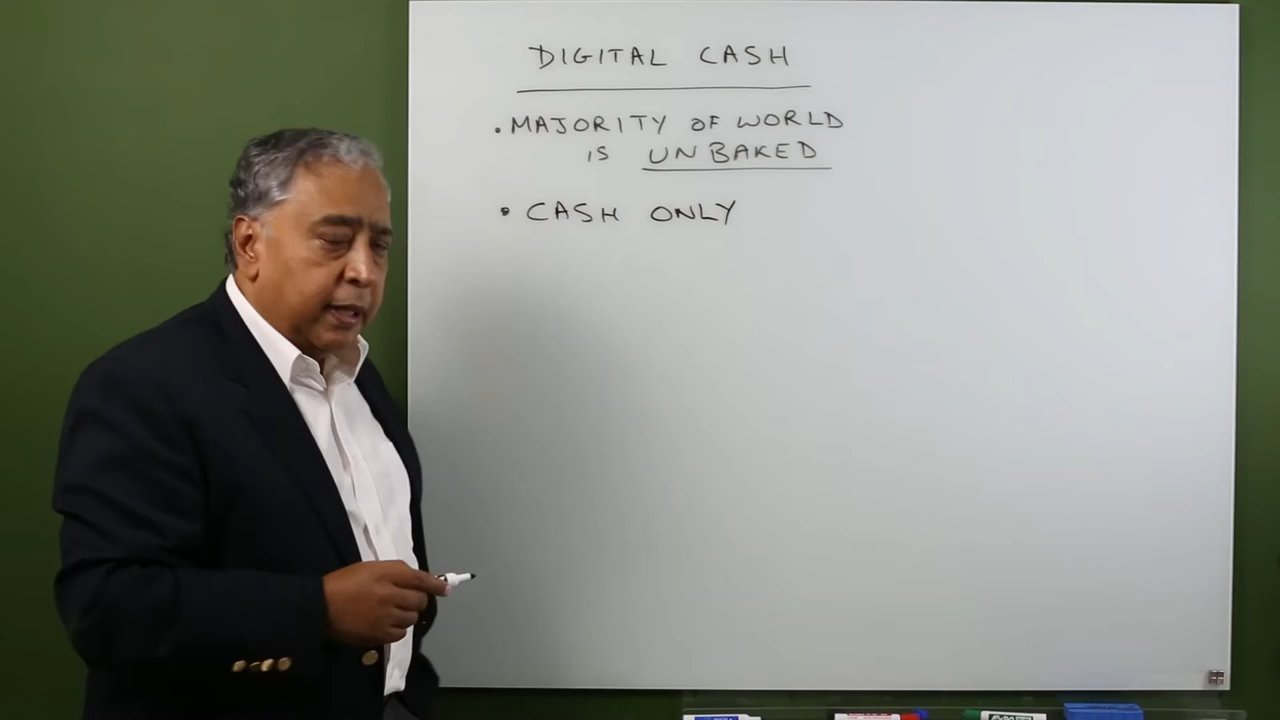 DIGITAL CASH
• MAJORITY OF WORLD
IS UNBAKED
• CASH ONLY